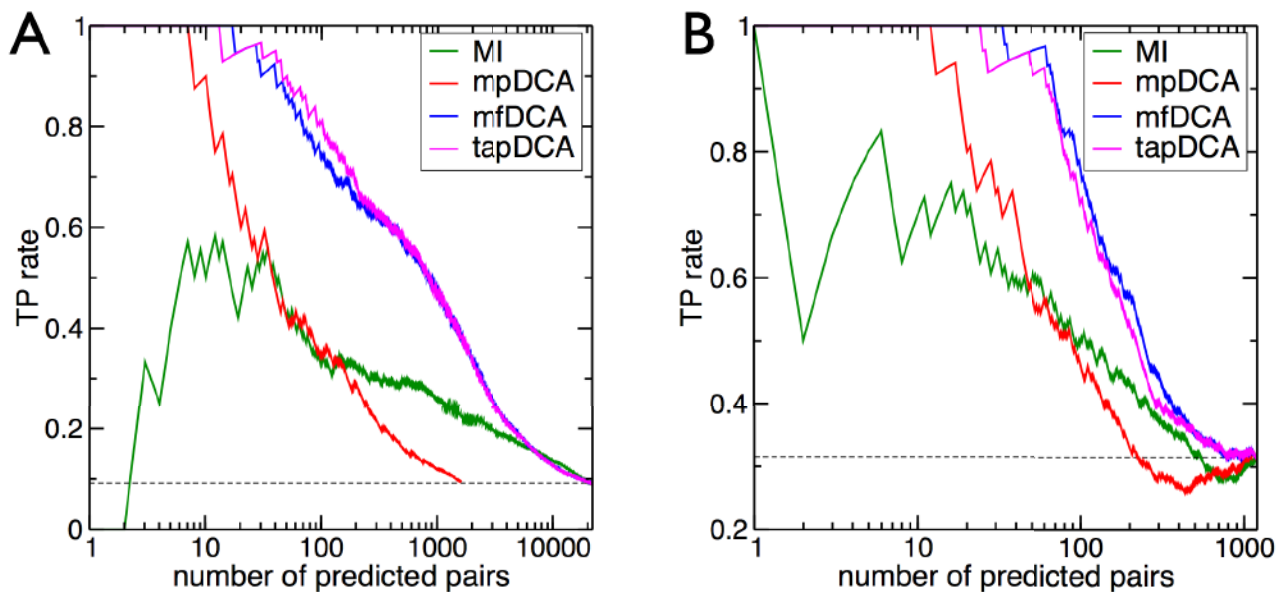 A
MI
mpDCA
mfDCA
tapDCA
TP rate
1
0.8
0.6
0.4
0.2
0
1
10
100
1000
10000
number of predicted pairs
B
MI
mpDCA
mfDCA
tapDCA
TP rate
1
0.8
0.6
0.4
0.2
1
10
100
1000
number of predicted pairs